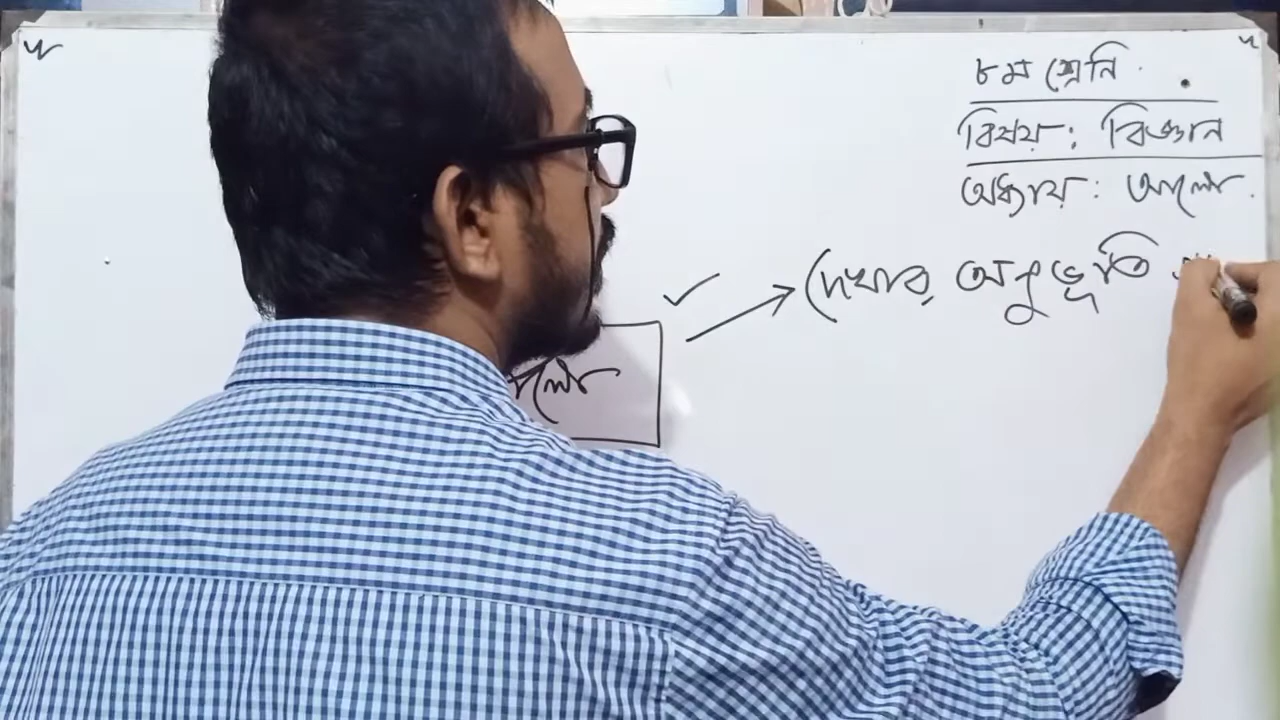 ৮ম শ্রেনি
বিষয়: বিজ্ঞান
অধ্যায়: আলো
দেখার অনুভূতি
আলো